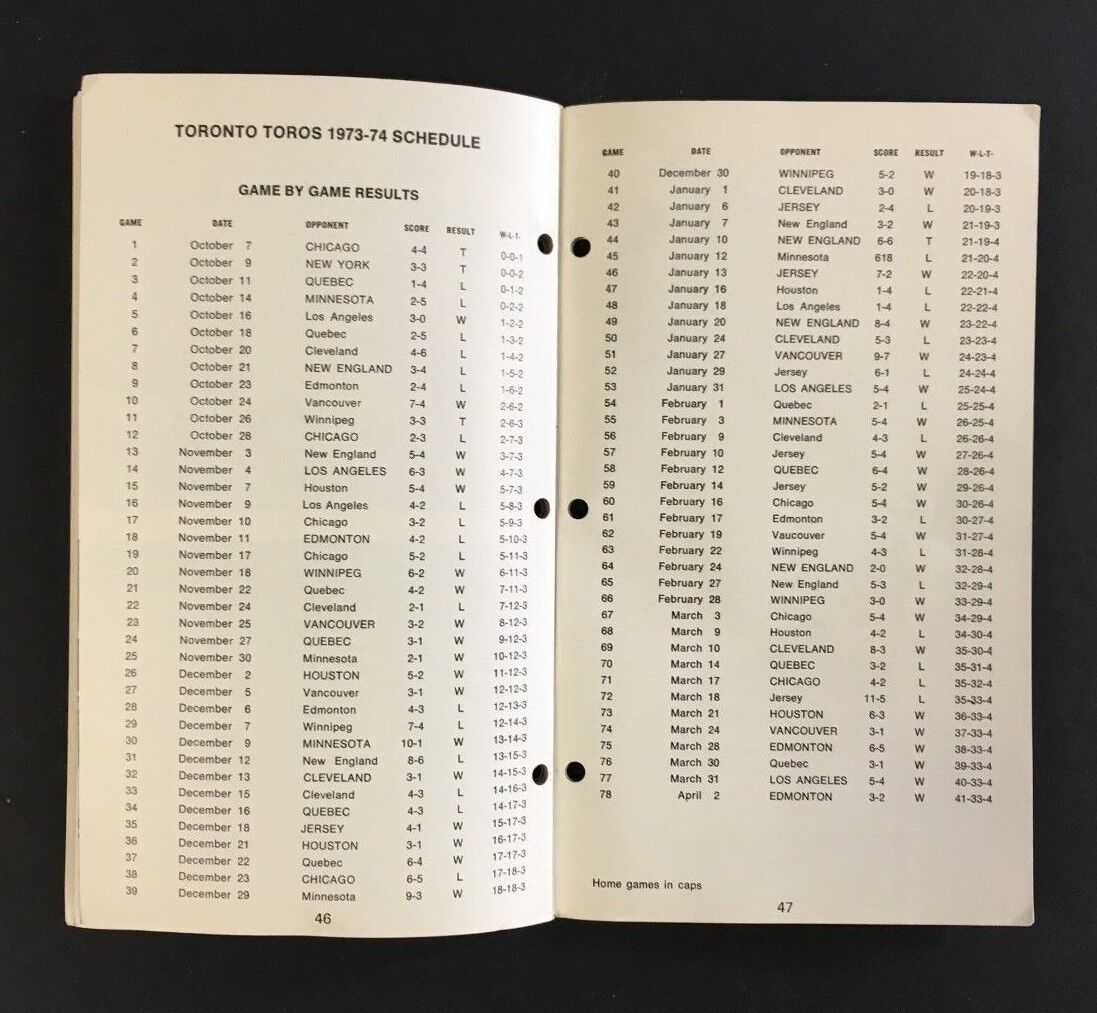 TORONTO TOROS 1973-74 SCHEDULE
GAME BY GAME RESULTS
GAME DATE OPPONENT SCORE RESULT W-L-T-
1 October 7 CHICAGO 4-4 T 0-0-1
2 October 9 NEW YORK 3-3 T 0-0-2
3 October 11 QUEBEC 1-4 L 0-1-2
4 October 14 MINNESOTA 2-5 L 0-2-2
5 October 16 Los Angeles 3-0 W 1-2-2
6 October 18 Quebec 2-5 L 1-3-2
7 October 20 Cleveland 4-6 L 1-4-2
8 October 21 NEW ENGLAND 3-4 L 1-5-2
9 October 23 Edmonton 2-4 L 1-6-2
10 October 24 Vancouver 7-4 W 2-6-2
11 October 26 Winnipeg 3-3 T 2-6-3
12 October 28 CHICAGO 2-3 L 2-7-3
13 November 3 New England 5-4 W 3-7-3
14 November 4 LOS ANGELES 6-3 W 4-7-3
15 November 7 Houston 5-4 W 5-7-3
16 November 9 Los Angeles 4-2 L 5-8-3
17 November 10 Chicago 3-2 L 5-9-3
18 November 11 EDMONTON 4-2 L 5-10-3
19 November 17 Chicago 5-2 L 5-11-3
20 November 18 WINNIPEG 6-2 W 6-11-3
21 November 22 Quebec 4-2 W 7-11-3
22 November 24 Cleveland 2-1 L 7-12-3
23 November 25 VANCOUVER 3-2 W 8-12-3
24 November 27 QUEBEC 3-1 W 9-12-3
25 November 30 Minnesota 2-1 W 10-12-3
26 December 2 HOUSTON 5-2 W 11-12-3
27 December 5 Vancouver 3-1 W 12-12-3
28 December 6 Edmonton 4-3 L 12-13-3
29 December 7 Winnipeg 7-4 L 12-14-3
30 December 9 MINNESOTA 10-1 W 13-14-3
31 December 12 New England 8-6 L 13-15-3
32 December 13 CLEVELAND 3-1 W 14-15-3
33 December 15 Cleveland 4-3 L 14-16-3
34 December 16 QUEBEC 4-3 L 14-17-3
35 December 18 JERSEY 4-1 W 15-17-3
36 December 21 HOUSTON 3-1 W 16-17-3
37 December 22 Quebec 6-4 W 17-17-3
38 December 23 CHICAGO 6-5 L 17-18-3
39 December 29 Minnesota 9-3 W 18-18-3
46
GAME DATE OPPONENT SCORE RESULT W-L-T-
40 December 30 WINNIPEG 5-2 W 19-18-3
41 January 1 CLEVELAND 3-0 W 20-18-3
42 January 6 JERSEY 2-4 L 20-19-3
43 January 7 New England 3-2 W 21-19-3
44 January 10 NEW ENGLAND 6-6 T 21-19-4
45 January 12 Minnesota 618 L 21-20-4
46 January 13 JERSEY 7-2 W 22-20-4
47 January 16 Houston 1-4 L 22-21-4
48 January 18 Los Angeles 1-4 L 22-22-4
49 January 20 NEW ENGLAND 8-4 W 23-22-4
50 January 24 CLEVELAND 5-3 L 23-23-4
51 January 27 VANCOUVER 9-7 W 24-23-4
52 January 29 Jersey 6-1 L 24-24-4
53 January 31 LOS ANGELES 5-4 W 25-24-4
54 February 1 Quebec 2-1 L 25-25-4
55 February 3 MINNESOTA 5-4 W 26-25-4
56 February 9 Cleveland 4-3 L 26-26-4
57 February 10 Jersey 5-4 W 27-26-4
58 February 12 QUEBEC 6-4 W 28-26-4
59 February 14 Jersey 5-2 W 29-26-4
60 February 16 Chicago 5-4 W 30-26-4
61 February 17 Edmonton 3-2 L 30-27-4
62 February 19 Vaucouver 5-4 W 31-27-4
63 February 22 Winnipeg 4-3 L 31-28-4
64 February 24 NEW ENGLAND 2-0 W 32-28-4
65 February 27 New England 5-3 L 32-29-4
66 February 28 WINNIPEG 3-0 W 33-29-4
67 March 3 Chicago 5-4 W 34-29-4
68 March 9 Houston 4-2 L 34-30-4
69 March 10 CLEVELAND 8-3 W 35-30-4
70 March 14 QUEBEC 3-2 L 35-31-4
71 March 17 CHICAGO 4-2 L 35-32-4
72 March 18 Jersey 11-5 L 35-33-4
73 March 21 HOUSTON 6-3 W 36-33-4
74 March 24 VANCOUVER 3-1 W 37-33-4
75 March 28 EDMONTON 6-5 W 38-33-4
76 March 30 Quebec 3-1 W 39-33-4
77 March 31 LOS ANGELES 5-4 W 40-33-4
78 April 2 EDMONTON 3-2 W 41-33-4
Home games in caps
47